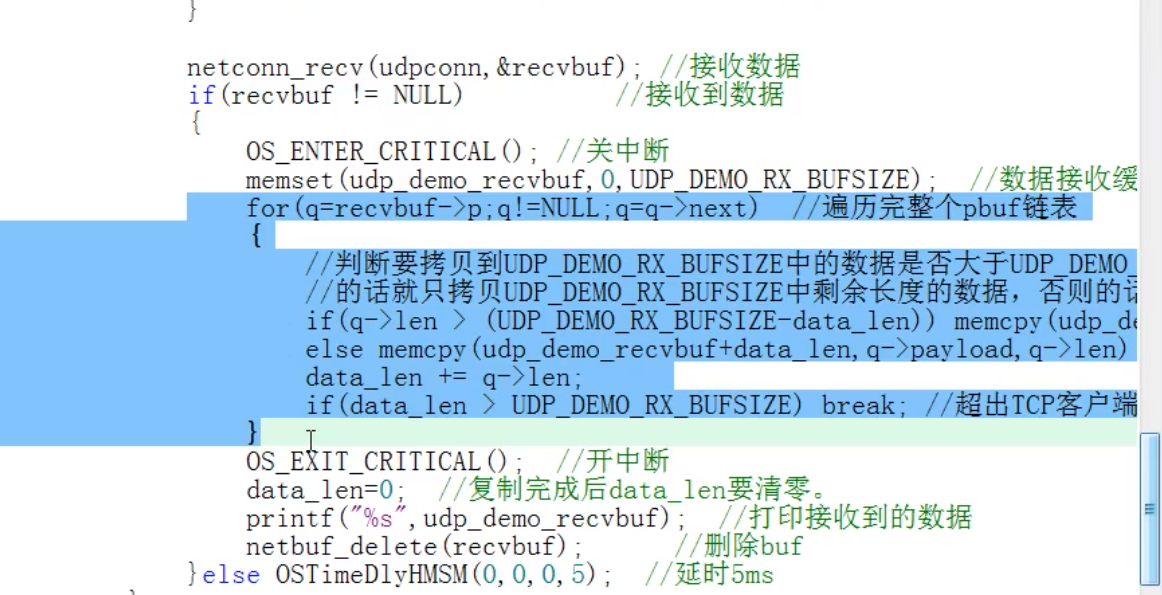 }
netconn_recv(udpconn,&recvbuf); //接收数据
if(recvbuf != NULL) //接收到数据
{
OS_ENTER_CRITICAL(); //关中断
memset(udp_demo_recvbuf,0,UDP_DEMO_RX_BUFSIZE); //数据接收缓
for(q=recvbuf->p;q!=NULL;q=q->next) //遍历完整个pbuf链表
{
//判断要拷贝到UDP_DEMO_RX_BUFSIZE中的数据是否大于UDP_DEMO_
//的话就只拷贝UDP_DEMO_RX_BUFSIZE中剩余长度的数据，否则的话
if(q->len > (UDP_DEMO_RX_BUFSIZE-data_len)) memcpy(udp_de
else memcpy(udp_demo_recvbuf+data_len,q->payload,q->len)
data_len += q->len;
if(data_len > UDP_DEMO_RX_BUFSIZE) break; //超出TCP客户端
}
OS_EXIT_CRITICAL(); //开中断
data_len=0; //复制完成后data_len要清零。
printf("%s",udp_demo_recvbuf); //打印接收到的数据
netbuf_delete(recvbuf); //删除buf
}else OSTimeDlyHMSM(0,0,0,5); //延时5ms